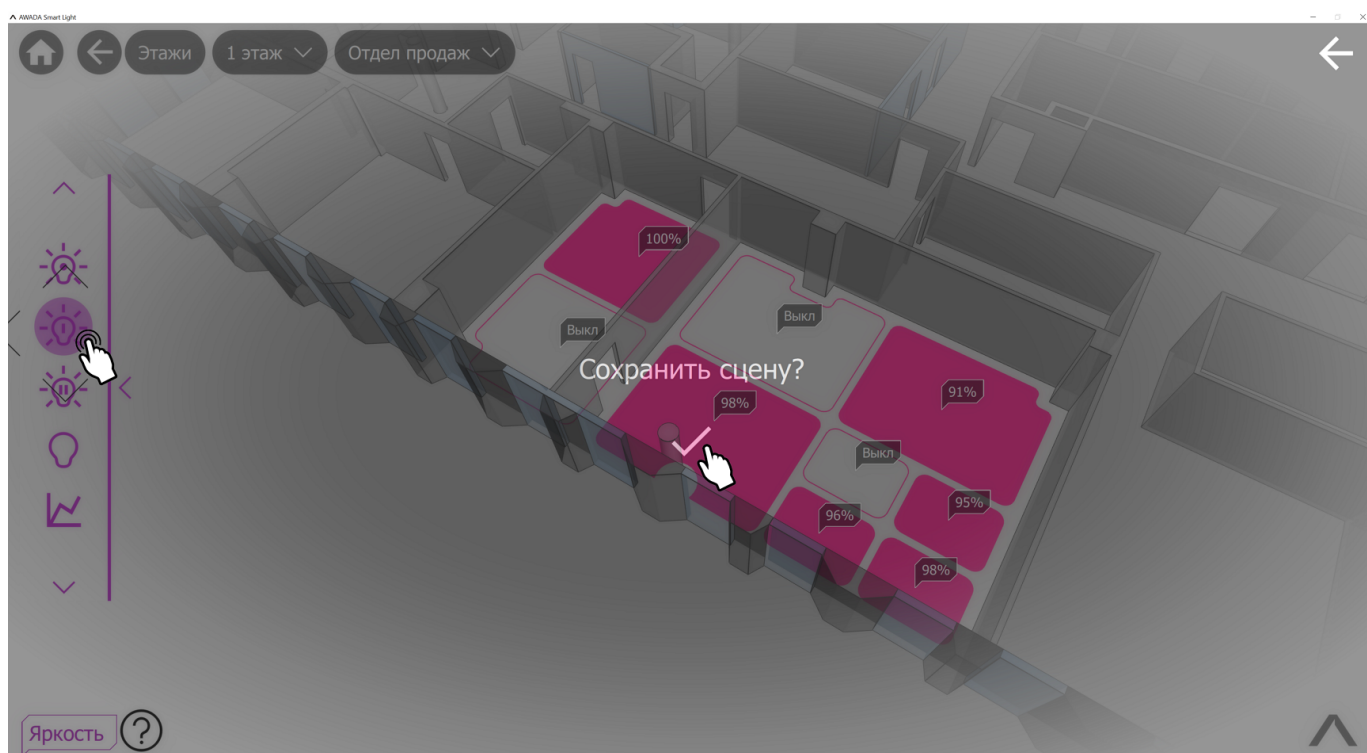 AWADA Smart Light
Этажи
1 этаж
Отдел продаж
100%
Выкл
Выкл
Сохранить сцену?
91%
98%
Выкл
95%
96%
98%
Яркость
?